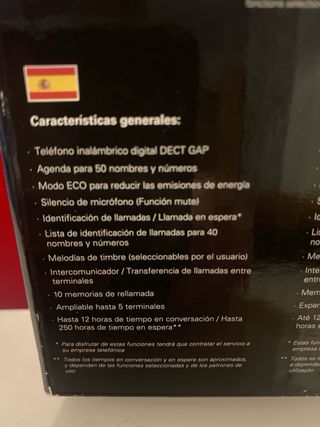 Características generales:
· Teléfono inalámbrico digital DECT GAP
· Agenda para 50 nombres y números
· Modo ECO para reducir las emisiones de energía
· Silencio de micrófono (Función mute)
· Identificación de llamadas / Llamada en espera*
· Lista de identificación de llamadas para 40
nombres y números
· Melodías de timbre (seleccionables por el usuario)
· Intercomunicador / Transferencia de llamadas entre
terminales
· 10 memorias de rellamada
· Ampliable hasta 5 terminales
· Hasta 12 horas de tiempo en conversación / Hasta
250 horas de tiempo en espera**
* Para disfrutar de estas funciones tendrá que contratar el servicio a
su empresa telefónica
** Todos los tiempos en conversación y en espera son aproximados,
y dependen de las funciones seleccionadas y de los patrones de
uso